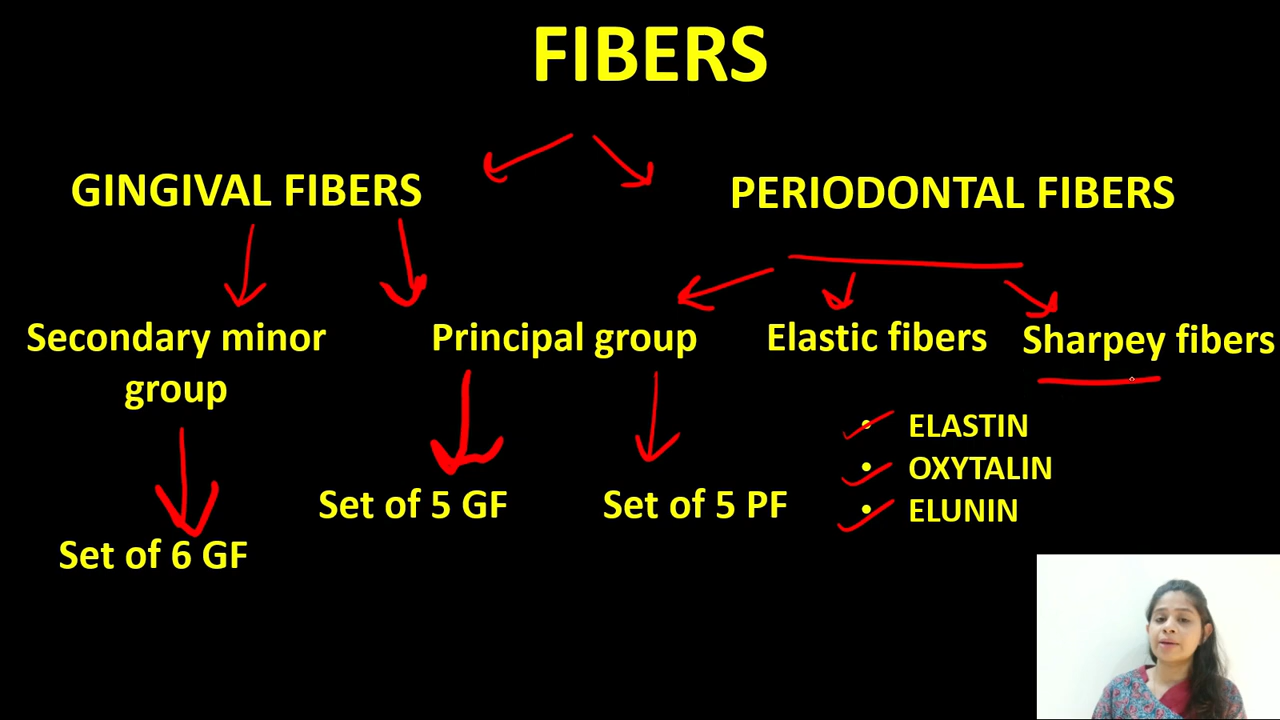 FIBERS
GINGIVAL FIBERS
PERIODONTAL FIBERS
Secondary minor
group
Principal group
Elastic fibers
Sharpey fibers
• ELASTIN
• OXYTALIN
• ELUNIN
Set of 5 GF
Set of 5 PF
Set of 6 GF